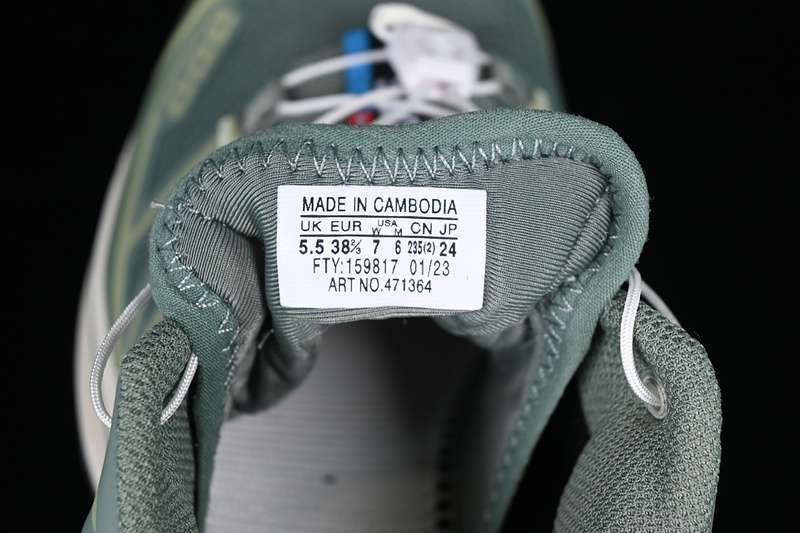 MADE IN CAMBODIA
UK EUR USA W M CN JP
5.5 38⅔ 7 6 235(2) 24
FTY:159817 01/23
ART NO.471364